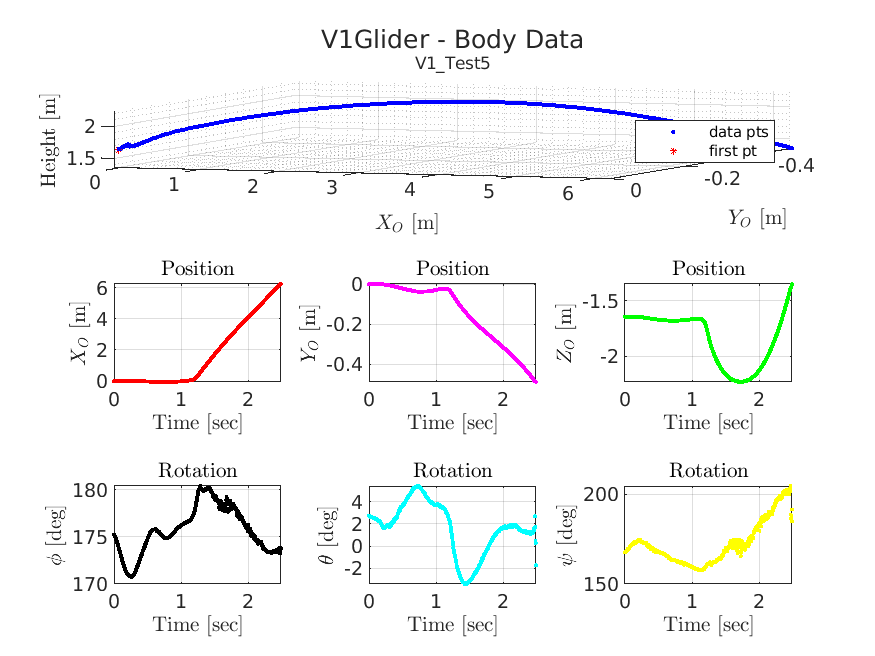 V1Glider - Body Data
V1_Test5
Height [m]
2
1.5
data pts
first pt
0
1
2
3
4
5
6
0
-0.2
-0.4
X_O [m]
Y_O [m]
Position
Position
Position
X_O [m]
6
4
2
0
0
1
2
Time [sec]
Y_O [m]
0
-0.2
-0.4
0
1
2
Time [sec]
Z_O [m]
-1.5
-2
0
1
2
Time [sec]
Rotation
Rotation
Rotation
ϕ [deg]
180
175
170
0
1
2
Time [sec]
θ [deg]
4
2
0
-2
0
1
2
Time [sec]
ψ [deg]
200
150
0
1
2
Time [sec]